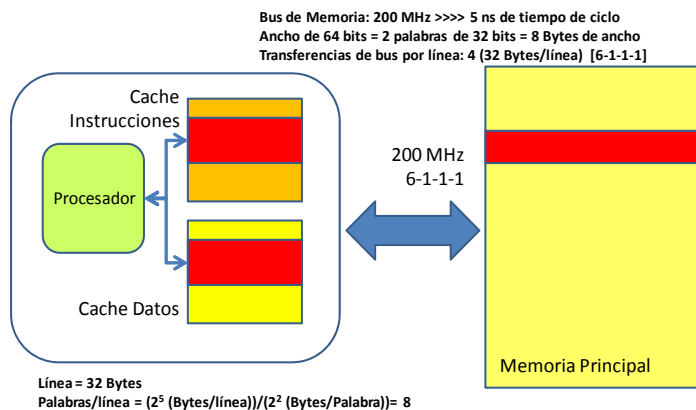 Bus de Memoria: 200 MHz >>>> 5 ns de tiempo de ciclo
Ancho de 64 bits = 2 palabras de 32 bits = 8 Bytes de ancho
Transferencias de bus por línea: 4 (32 Bytes/línea) [6-1-1-1]
Cache
Instrucciones
Procesador
Cache Datos
200 MHz
6-1-1-1
Memoria Principal
Línea = 32 Bytes
Palabras/línea = (2⁵ (Bytes/línea))/(2² (Bytes/Palabra))= 8